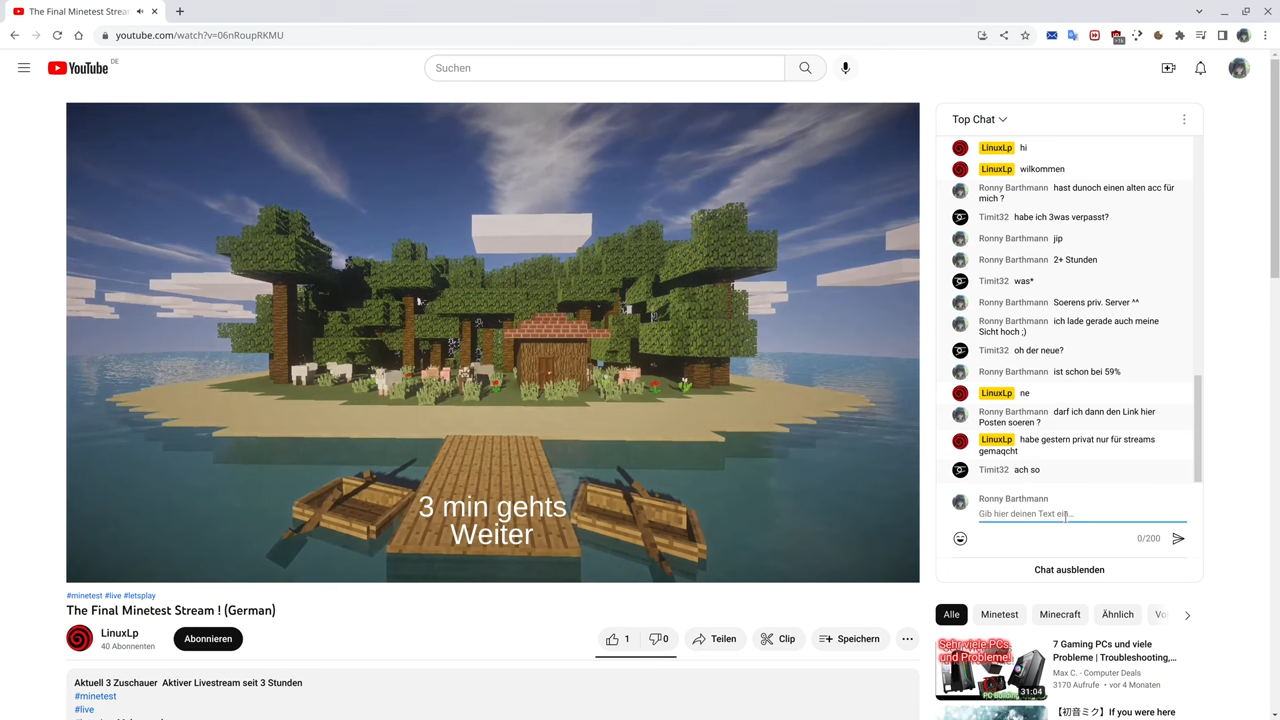 The Final Minetest Strea
youtube.com/watch?v=06nRoupRKMU
YouTube DE
Suchen
Top Chat
LinuxLp hi
LinuxLp wilkommen
Ronny Barthmann hast dunoch einen alten acc für
mich ?
Timit32 habe ich 3was verpasst?
Ronny Barthmann jip
Ronny Barthmann 2+ Stunden
Timit32 was*
Ronny Barthmann Soerens priv. Server ^^
Ronny Barthmann ich lade gerade auch meine
Sicht hoch ;)
Timit32 oh der neue?
Ronny Barthmann ist schon bei 59%
LinuxLp ne
Ronny Barthmann darf ich dann den Link hier
Posten soeren ?
LinuxLp habe gestern privat nur für streams
gemaqcht
Timit32 ach so
Ronny Barthmann
Gib hier deinen Text ein...
0/200
Chat ausblenden
3 min gehts
Weiter
#minetest #live #letsplay
The Final Minetest Stream ! (German)
LinuxLp
40 Abonnenten
Abonnieren
1
0
Teilen
Clip
Speichern
Aktuell 3 Zuschauer Aktiver Livestream seit 3 Stunden
#minetest
#live
Alle
Minetest
Minecraft
Ähnlich
Vo
Sehr viele PCs
und Probleme!
31:04
7 Gaming PCs und viele
Probleme | Troubleshooting,...
Max C. - Computer Deals
3170 Aufrufe • vor 4 Monaten
【初音ミク】If you were here